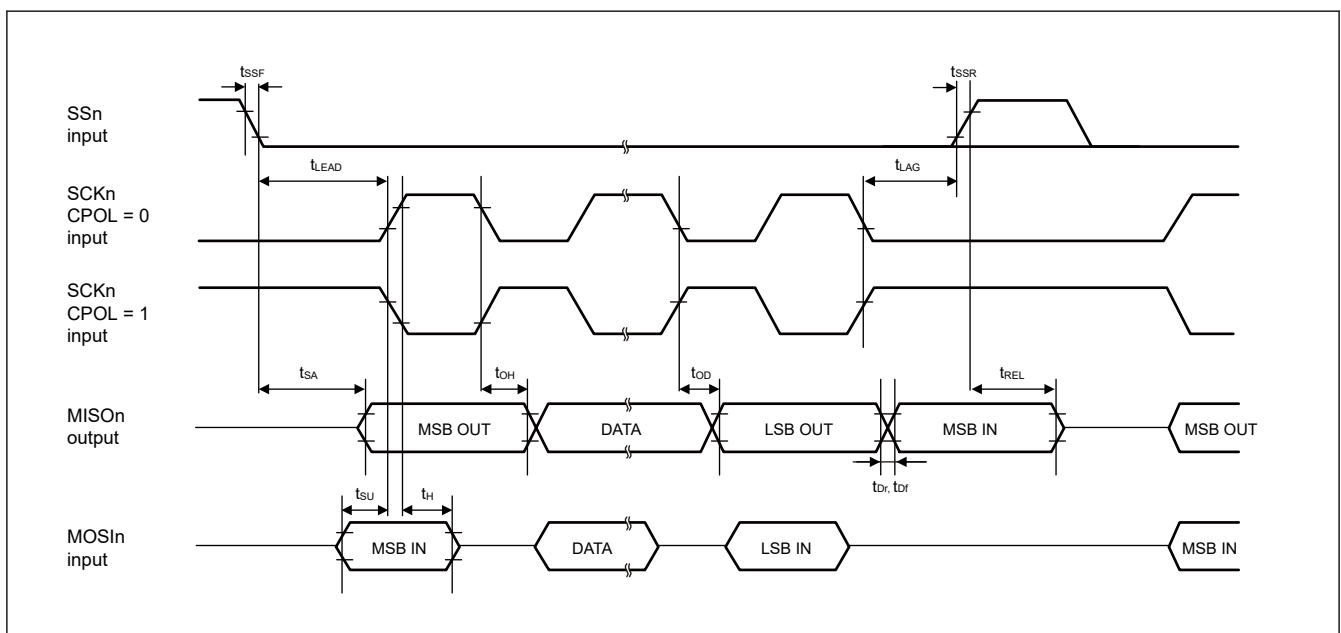 tSSF
tSSR
SSn
input
tLEAD
tLAG
SCKn
CPOL = 0
input
SCKn
CPOL = 1
input
tSA
tOH
tOD
tREL
MISOn
output
MSB OUT
DATA
LSB OUT
MSB IN
MSB OUT
tDr, tDf
tSU
tH
MOSIn
input
MSB IN
DATA
LSB IN
MSB IN